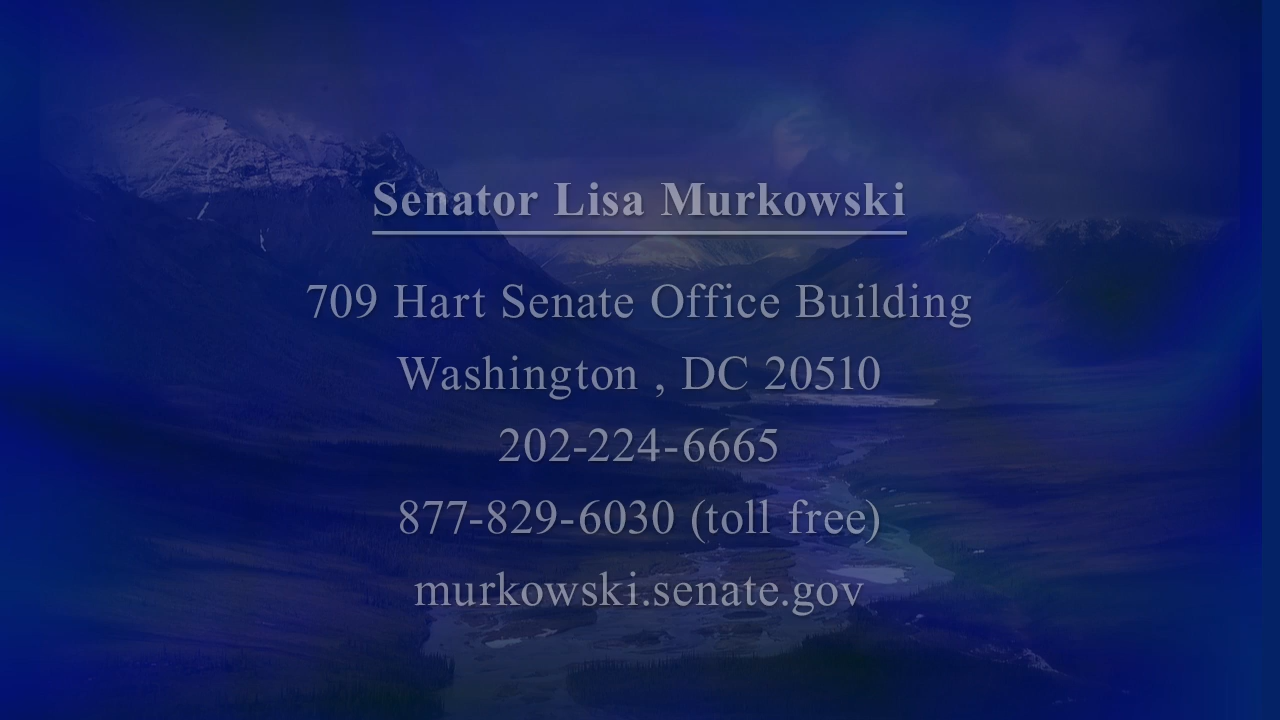 Senator Lisa Murkowski
709 Hart Senate Office Building
Washington , DC 20510
202-224-6665
877-829-6030 (toll free)
murkowski.senate.gov